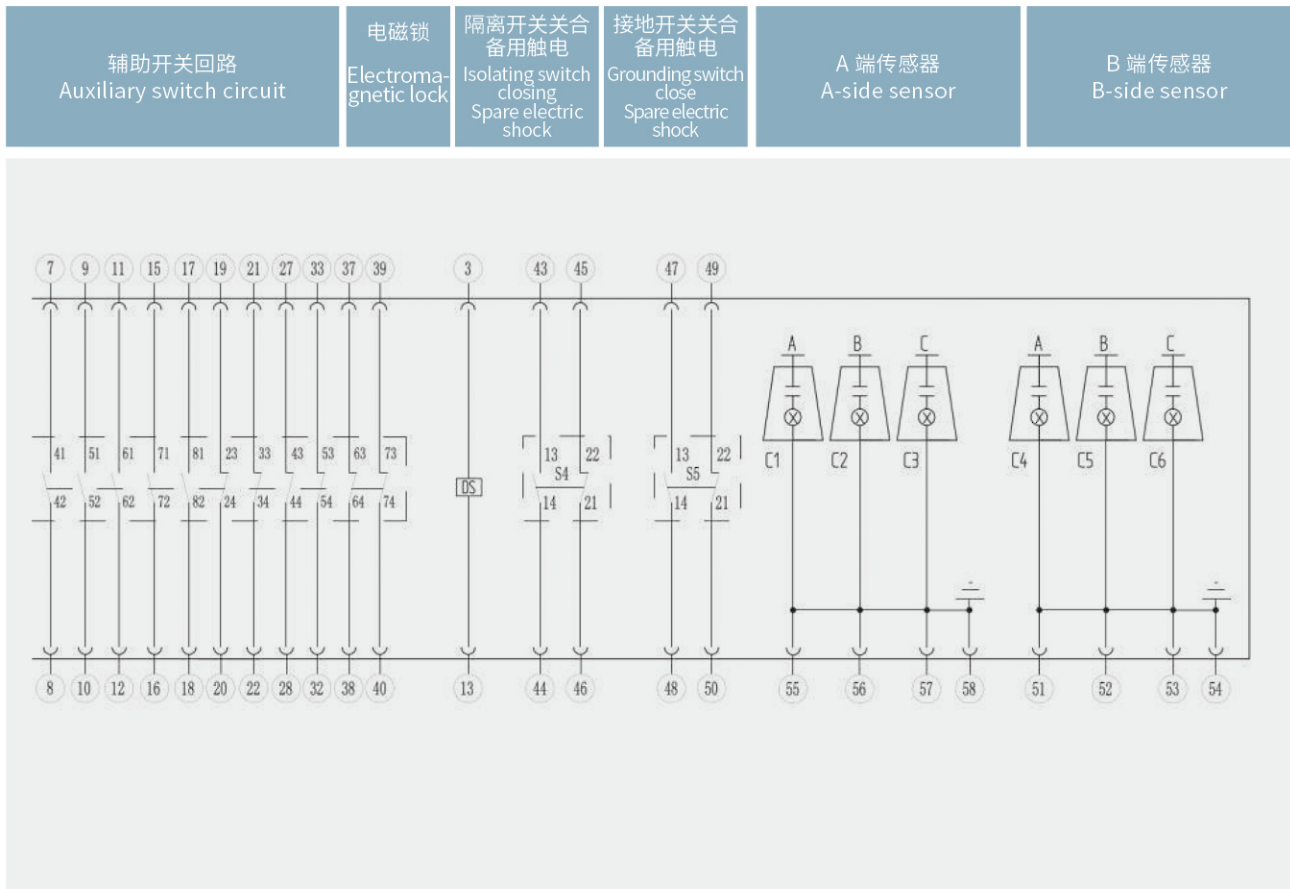 辅助开关回路
Auxiliary switch circuit
电磁锁
Electroma-
gnetic lock
隔离开关关合
备用触电
Isolating switch
closing
Spare electric
shock
接地开关关合
备用触电
Grounding switch
close
Spare electric
shock
A 端传感器
A-side sensor
B 端传感器
B-side sensor
7 9 11 15 17 19 21 27 33 37 39 3 43 45 47 49
A B C A B C
41 51 61 71 81 23 33 43 53 63 73 13 22 13 22
C1 C2 C3 C4 C5 C6
S4 S5
DS
42 52 62 72 82 24 34 44 54 64 74 14 21 14 21
8 10 12 16 18 20 22 28 32 38 40 13 44 46 48 50 55 56 57 58 51 52 53 54